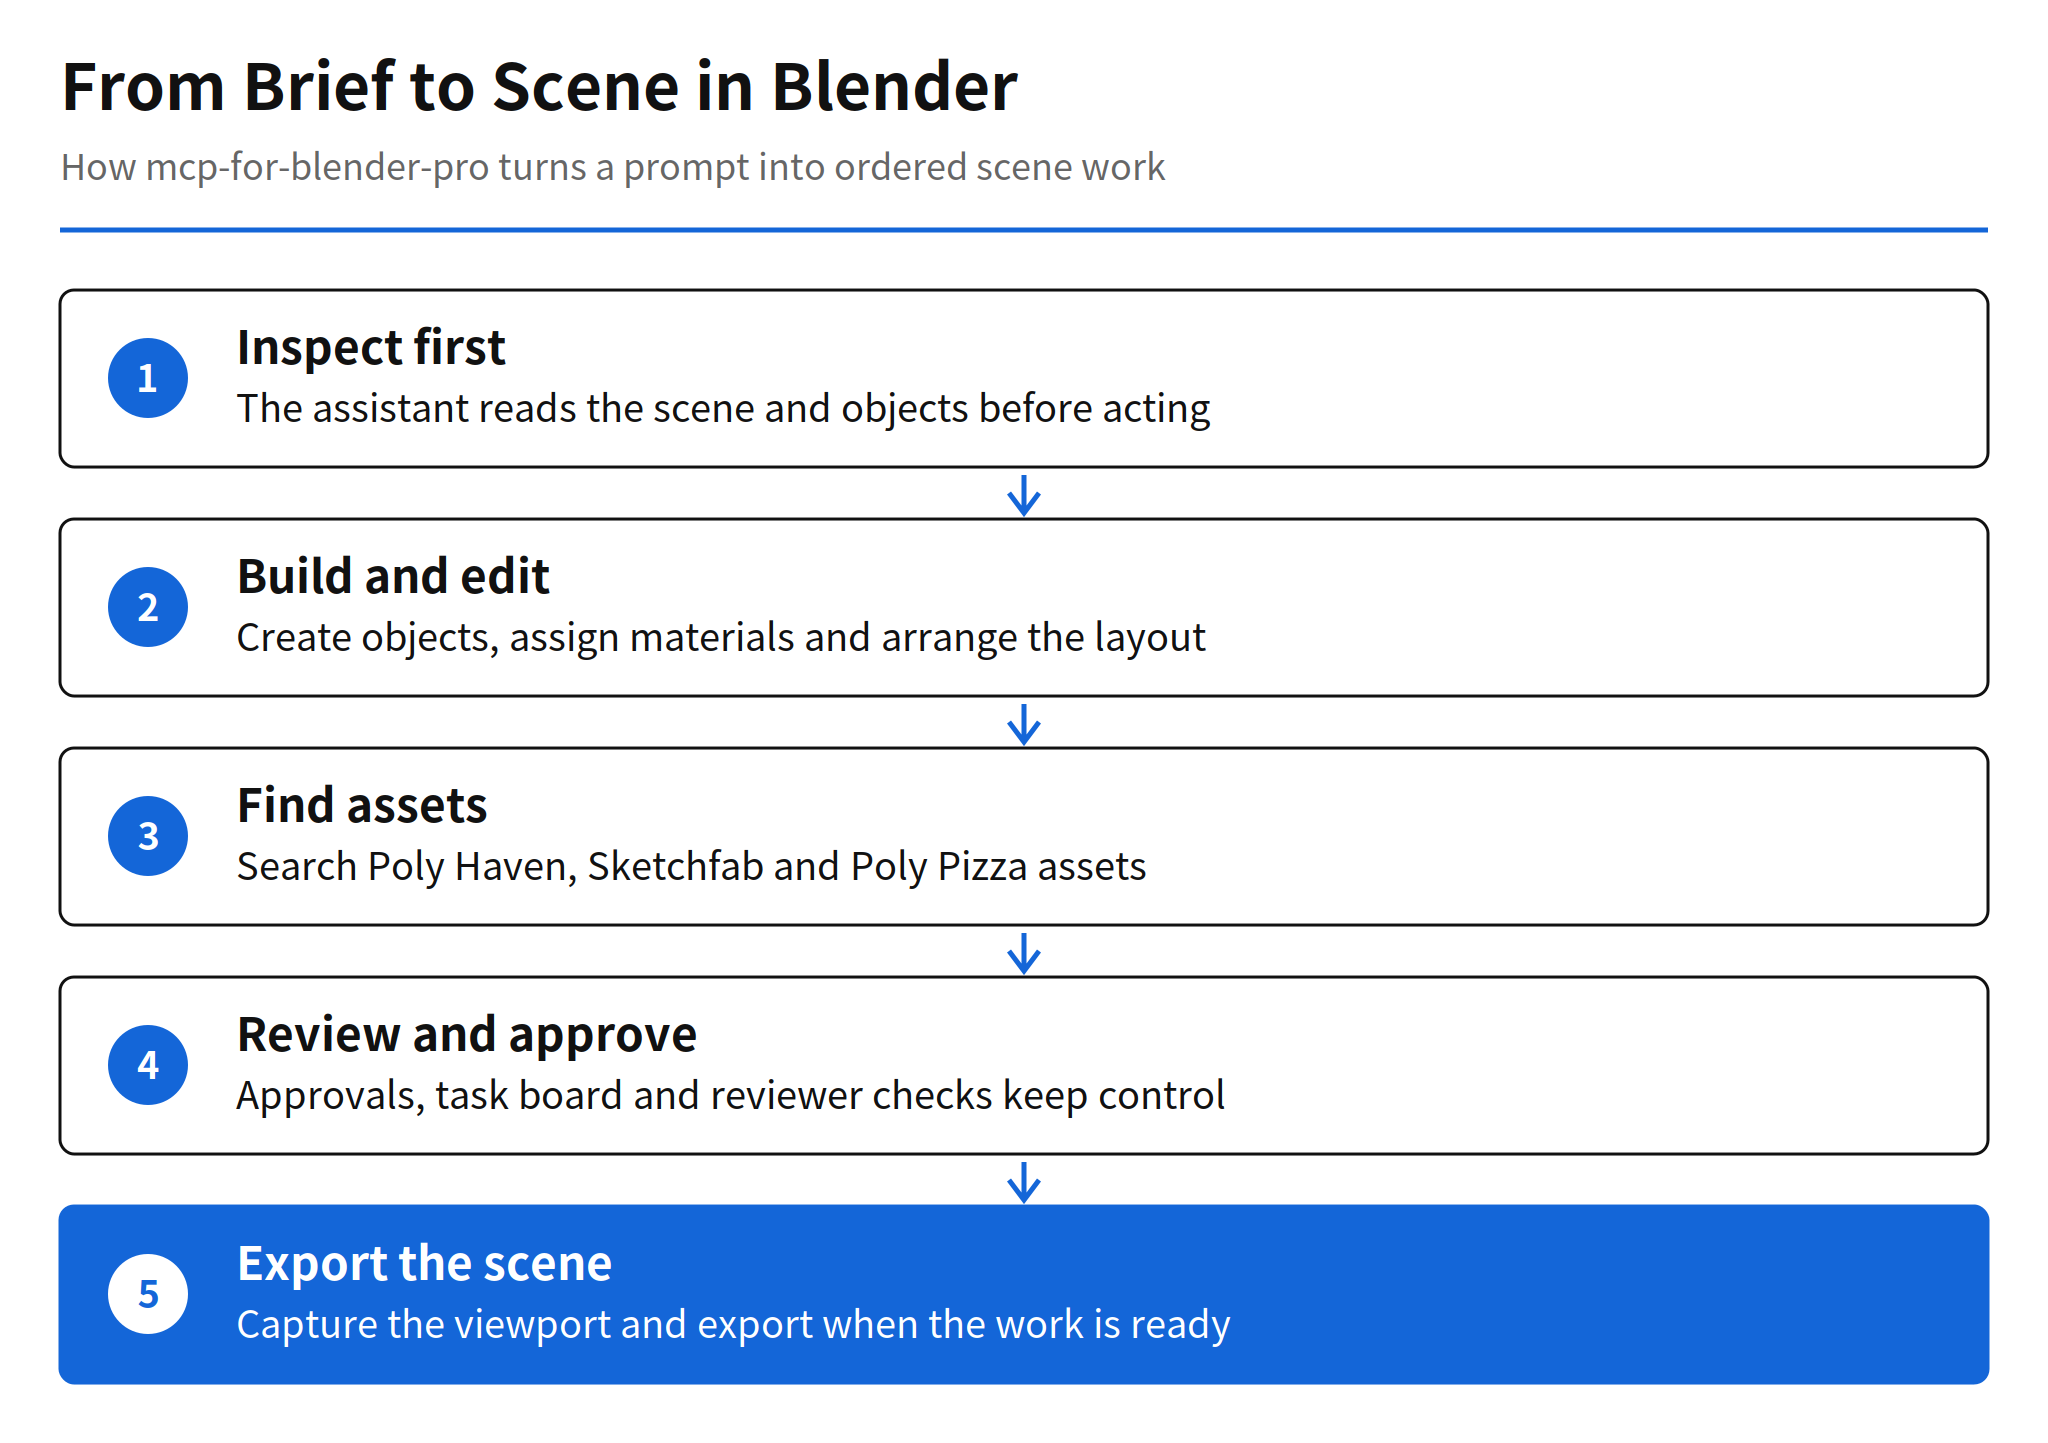 From Brief to Scene in Blender
How mcp-for-blender-pro turns a prompt into ordered scene work
1
Inspect first
The assistant reads the scene and objects before acting
2
Build and edit
Create objects, assign materials and arrange the layout
3
Find assets
Search Poly Haven, Sketchfab and Poly Pizza assets
4
Review and approve
Approvals, task board and reviewer checks keep control
5
Export the scene
Capture the viewport and export when the work is ready